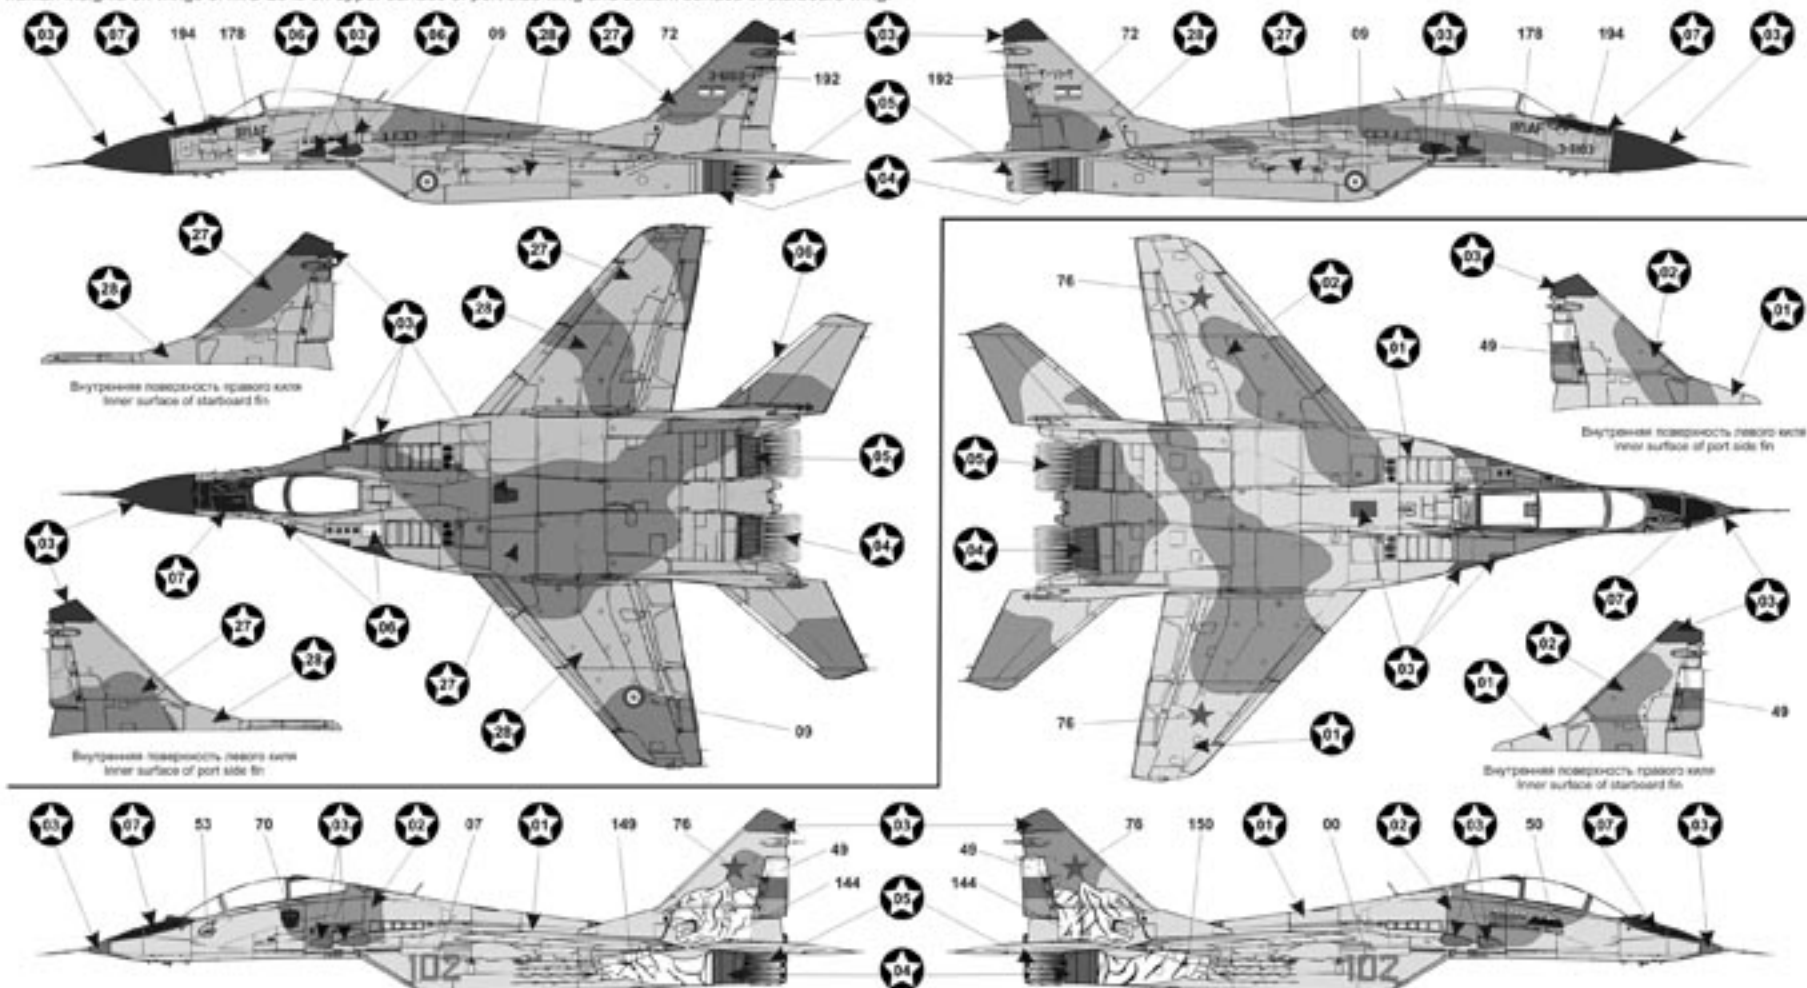 03 07 194 178 06 03 06 09 28 27 72 03 72 28 27 09 03 178 194 07 03
192 192
05
IRIAF IRIAF
04
27 27 06 03 02
28 28 76 02 01
03 01 49
Внутренняя поверхность правого киля
Inner surface of starboard fin
Внутренняя поверхность левого киля
Inner surface of port side fin
05 05
03 04 04
07 07 03
27 06 02
28 27 03 01
28 09 76 01 49
Внутренняя поверхность левого киля
Inner surface of port side fin
Внутренняя поверхность правого киля
Inner surface of starboard fin
03 07 53 70 03 02 07 01 149 76 03 76 150 01 00 02 03 50 07 03
49 49
144 144
05
102 102
04